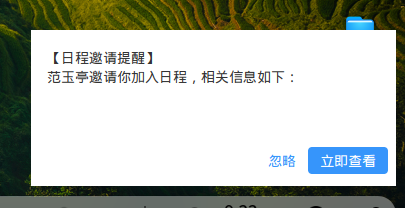 【日程邀请提醒】
范玉亭邀请你加入日程，相关信息如下：
忽略
立即查看